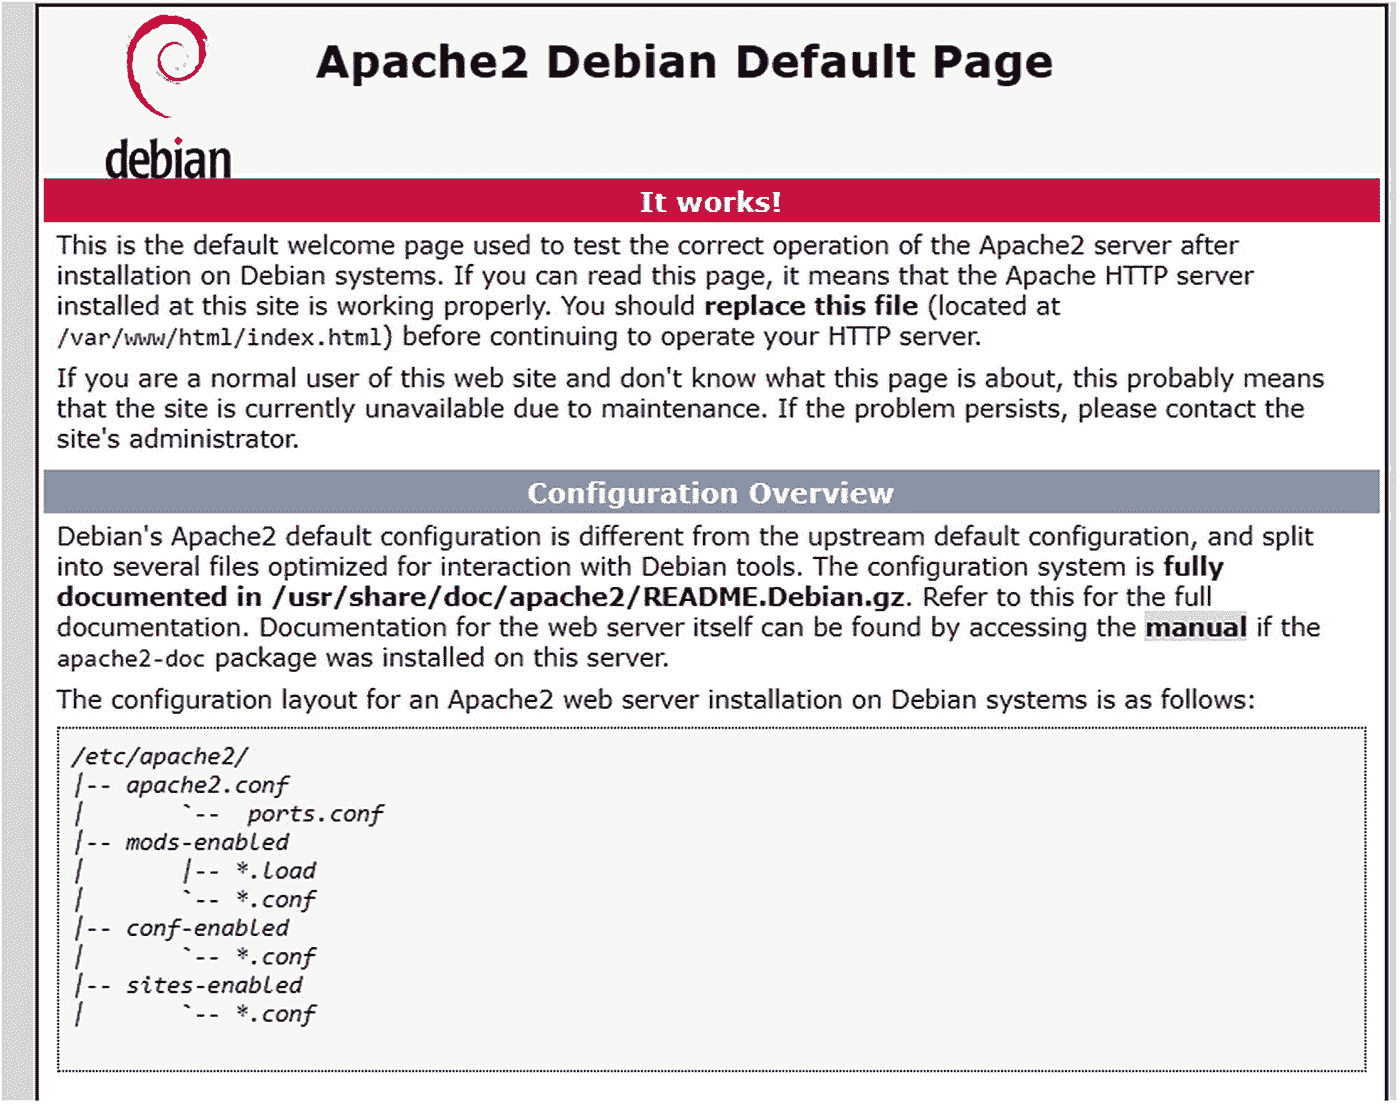 debian
Apache2 Debian Default Page
It works!
This is the default welcome page used to test the correct operation of the Apache2 server after
installation on Debian systems. If you can read this page, it means that the Apache HTTP server
installed at this site is working properly. You should replace this file (located at
/var/www/html/index.html) before continuing to operate your HTTP server.
If you are a normal user of this web site and don't know what this page is about, this probably means
that the site is currently unavailable due to maintenance. If the problem persists, please contact the
site's administrator.
Configuration Overview
Debian's Apache2 default configuration is different from the upstream default configuration, and split
into several files optimized for interaction with Debian tools. The configuration system is fully
documented in /usr/share/doc/apache2/README.Debian.gz. Refer to this for the full
documentation. Documentation for the web server itself can be found by accessing the manual if the
apache2-doc package was installed on this server.
The configuration layout for an Apache2 web server installation on Debian systems is as follows:
/etc/apache2/
|-- apache2.conf
|       `--  ports.conf
|-- mods-enabled
|       |-- *.load
|       `-- *.conf
|-- conf-enabled
|       `-- *.conf
|-- sites-enabled
|       `-- *.conf